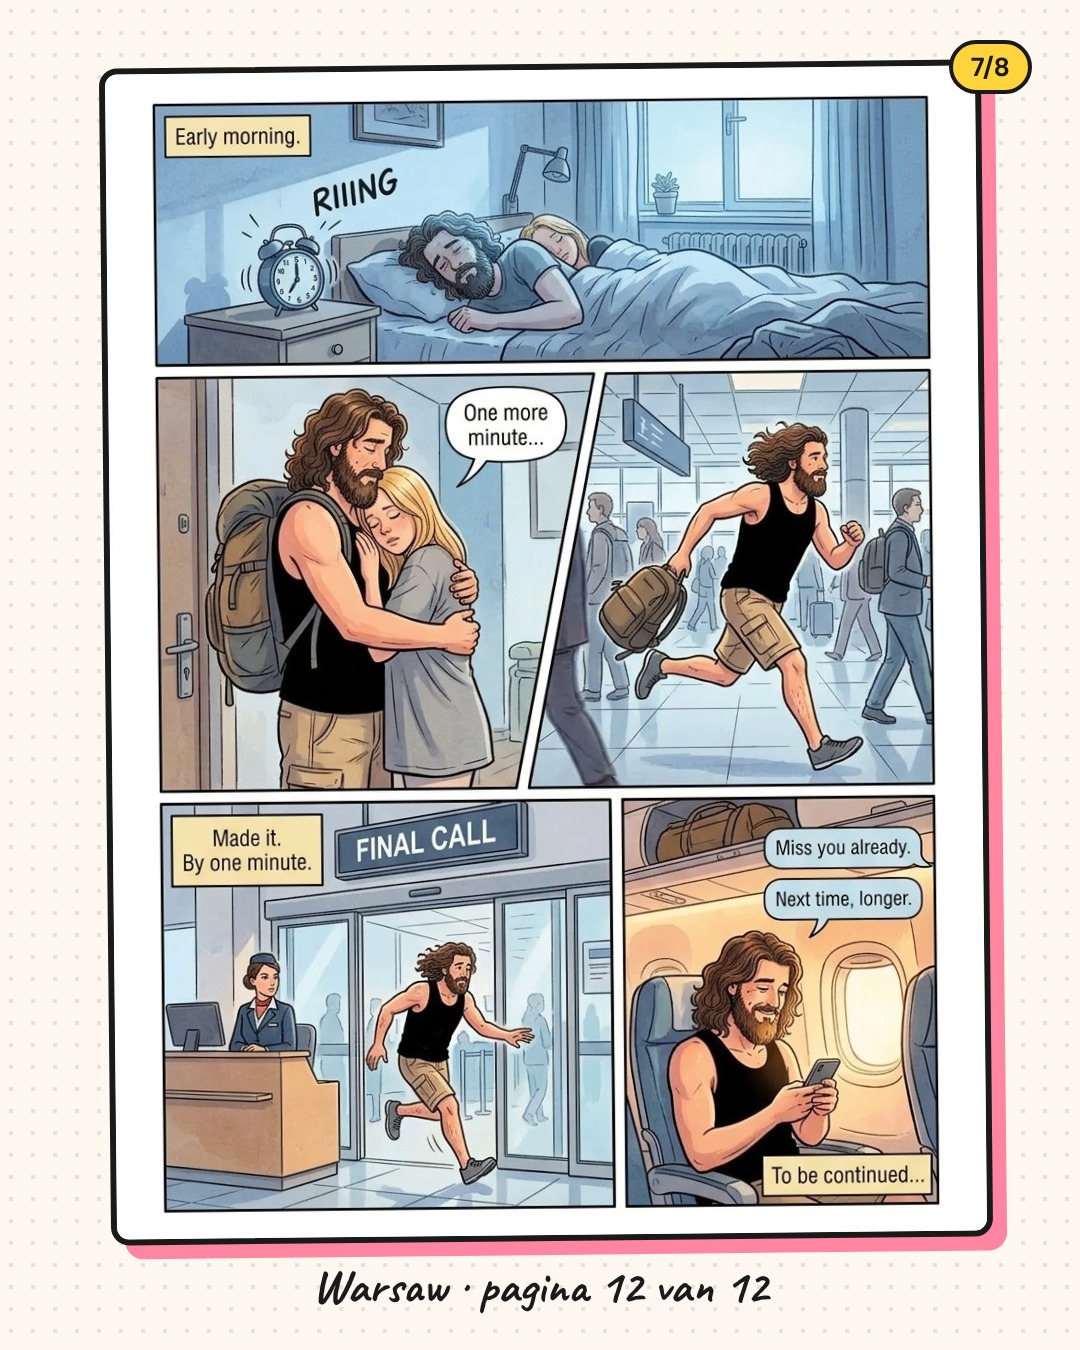 7/8
Early morning.
RIIING
One more
minute...
Made it.
By one minute.
FINAL CALL
Miss you already.
Next time, longer.
To be continued...
Warsaw · pagina 12 van 12